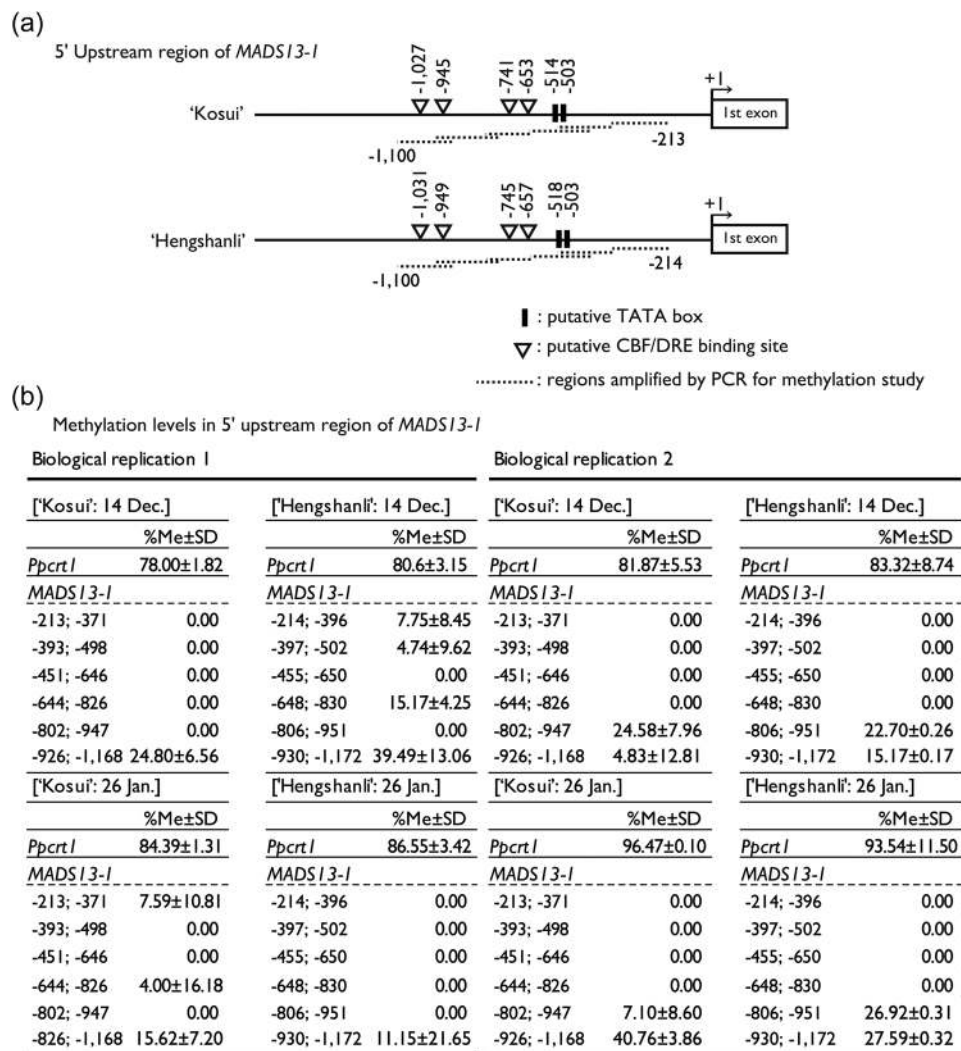 (a)
5' Upstream region of MADS13-1
-1,027 -945 -741 -653 -514 -503 +1
'Kosui' 1st exon
-1,100 -213
-1,031 -949 -745 -657 -518 -503 +1
'Hengshanli' 1st exon
-1,100 -214
: putative TATA box
: putative CBF/DRE binding site
: regions amplified by PCR for methylation study
(b)
Methylation levels in 5' upstream region of MADS13-1
Biological replication 1 Biological replication 2
['Kosui': 14 Dec.] ['Hengshanli': 14 Dec.] ['Kosui': 14 Dec.] ['Hengshanli': 14 Dec.]
%Me±SD %Me±SD %Me±SD %Me±SD
Ppcrt1 78.00±1.82 Ppcrt1 80.6±3.15 Ppcrt1 81.87±5.53 Ppcrt1 83.32±8.74
MADS13-1 MADS13-1 MADS13-1 MADS13-1
-213; -371 0.00 -214; -396 7.75±8.45 -213; -371 0.00 -214; -396 0.00
-393; -498 0.00 -397; -502 4.74±9.62 -393; -498 0.00 -397; -502 0.00
-451; -646 0.00 -455; -650 0.00 -451; -646 0.00 -455; -650 0.00
-644; -826 0.00 -648; -830 15.17±4.25 -644; -826 0.00 -648; -830 0.00
-802; -947 0.00 -806; -951 0.00 -802; -947 24.58±7.96 -806; -951 22.70±0.26
-926; -1,168 24.80±6.56 -930; -1,172 39.49±13.06 -926; -1,168 4.83±12.81 -930; -1,172 15.17±0.17
['Kosui': 26 Jan.] ['Hengshanli': 26 Jan.] ['Kosui': 26 Jan.] ['Hengshanli': 26 Jan.]
%Me±SD %Me±SD %Me±SD %Me±SD
Ppcrt1 84.39±1.31 Ppcrt1 86.55±3.42 Ppcrt1 96.47±0.10 Ppcrt1 93.54±11.50
MADS13-1 MADS13-1 MADS13-1 MADS13-1
-213; -371 7.59±10.81 -214; -396 0.00 -213; -371 0.00 -214; -396 0.00
-393; -498 0.00 -397; -502 0.00 -393; -498 0.00 -397; -502 0.00
-451; -646 0.00 -455; -650 0.00 -451; -646 0.00 -455; -650 0.00
-644; -826 4.00±16.18 -648; -830 0.00 -644; -826 0.00 -648; -830 0.00
-802; -947 0.00 -806; -951 0.00 -802; -947 7.10±8.60 -806; -951 26.92±0.31
-826; -1,168 15.62±7.20 -930; -1,172 11.15±21.65 -926; -1,168 40.76±3.86 -930; -1,172 27.59±0.32